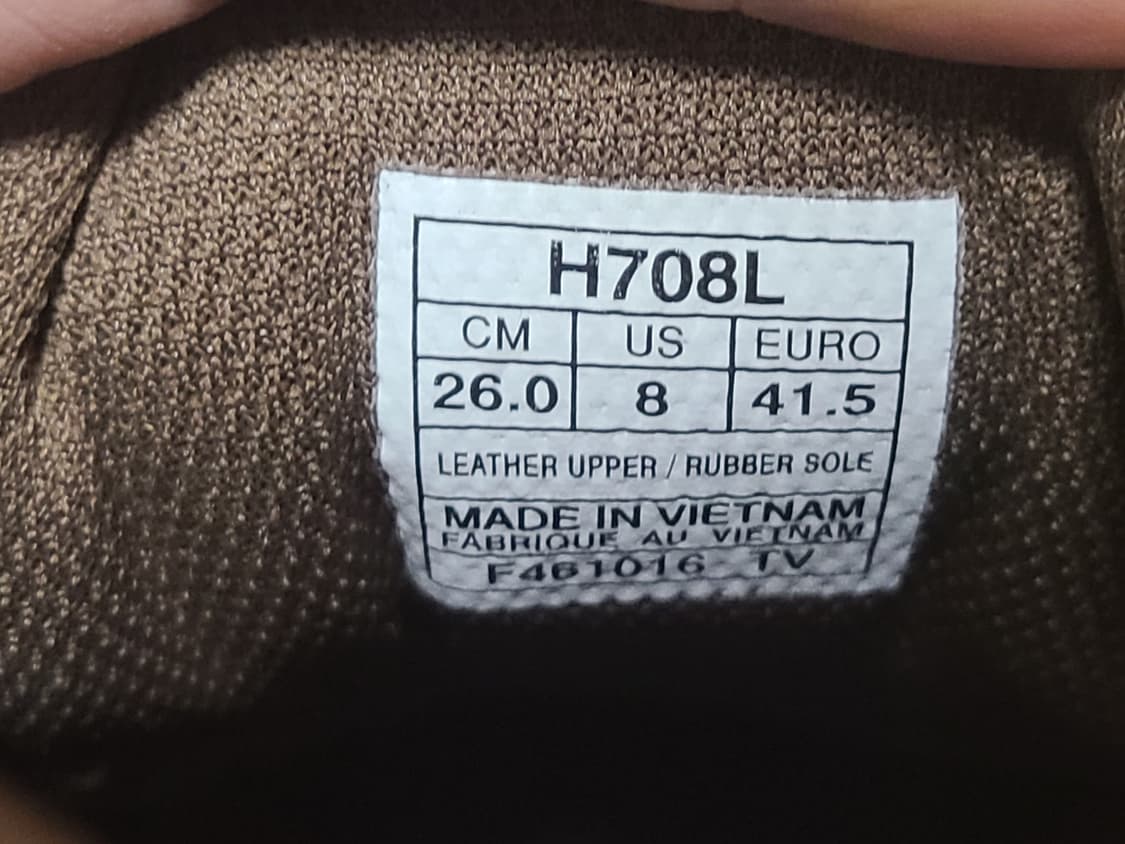 H708L
CM US EURO
26.0 8 41.5
LEATHER UPPER / RUBBER SOLE
MADE IN VIETNAM
FABRIQUE AU VIETNAM
F461016 TV